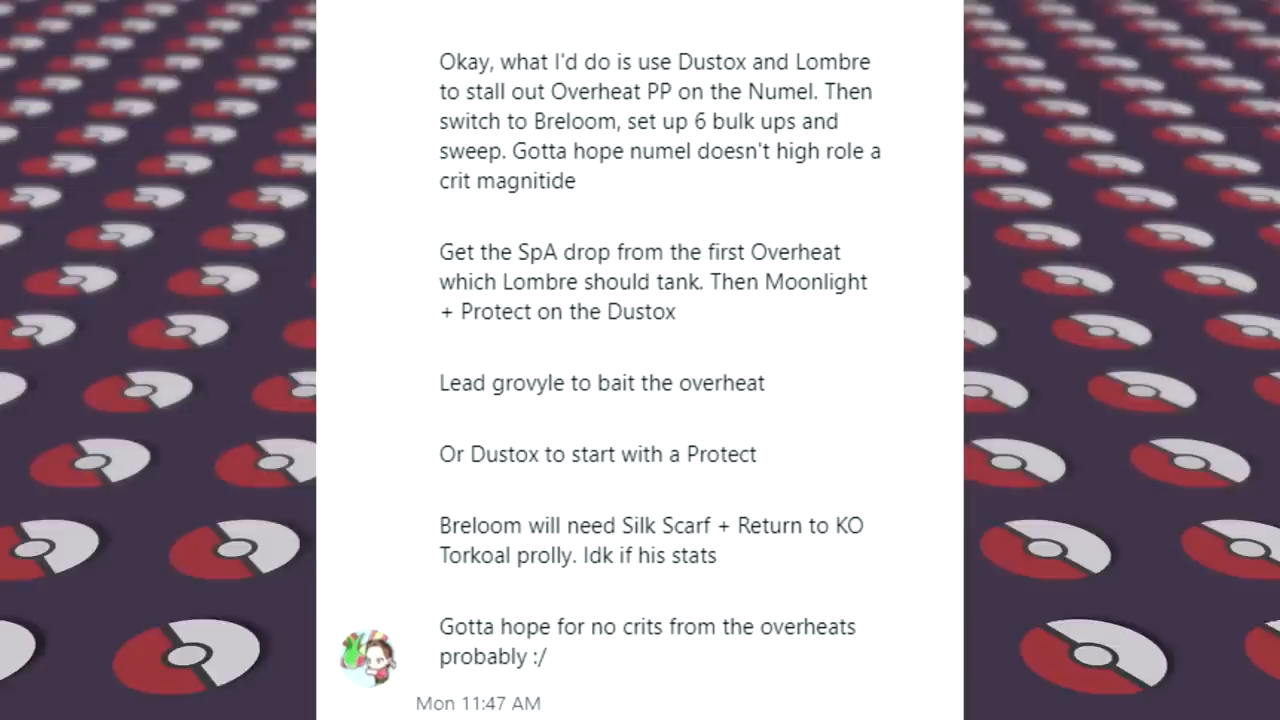 Okay, what I'd do is use Dustox and Lombre
to stall out Overheat PP on the Numel. Then
switch to Breloom, set up 6 bulk ups and
sweep. Gotta hope numel doesn't high role a
crit magnitide
Get the SpA drop from the first Overheat
which Lombre should tank. Then Moonlight
+ Protect on the Dustox
Lead grovyle to bait the overheat
Or Dustox to start with a Protect
Breloom will need Silk Scarf + Return to KO
Torkoal prolly. Idk if his stats
Gotta hope for no crits from the overheats
probably :/
Mon 11:47 AM